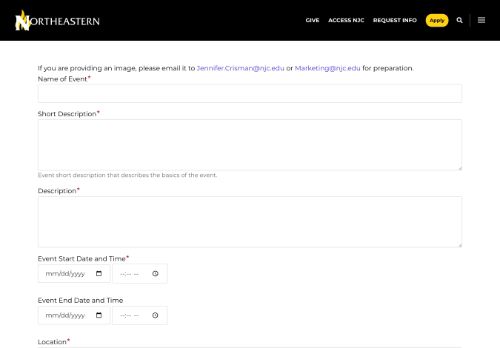 NORTHEASTERN
GIVE ACCESS NJC REQUEST INFO Apply
If you are providing an image, please email it to Jennifer.Crisman@njc.edu or Marketing@njc.edu for preparation.
Name of Event*
Short Description*
Event short description that describes the basics of the event.
Description*
Event Start Date and Time*
mm/dd/yyyy --:-- --
Event End Date and Time
mm/dd/yyyy --:-- --
Location*